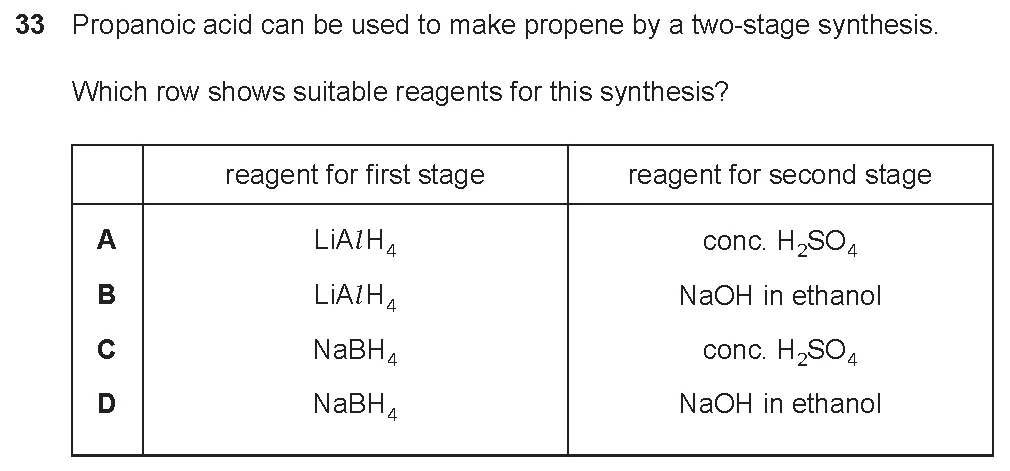 33 Propanoic acid can be used to make propene by a two-stage synthesis.
Which row shows suitable reagents for this synthesis?
reagent for first stage reagent for second stage
A LiAlH₄ conc. H₂SO₄
B LiAlH₄ NaOH in ethanol
C NaBH₄ conc. H₂SO₄
D NaBH₄ NaOH in ethanol